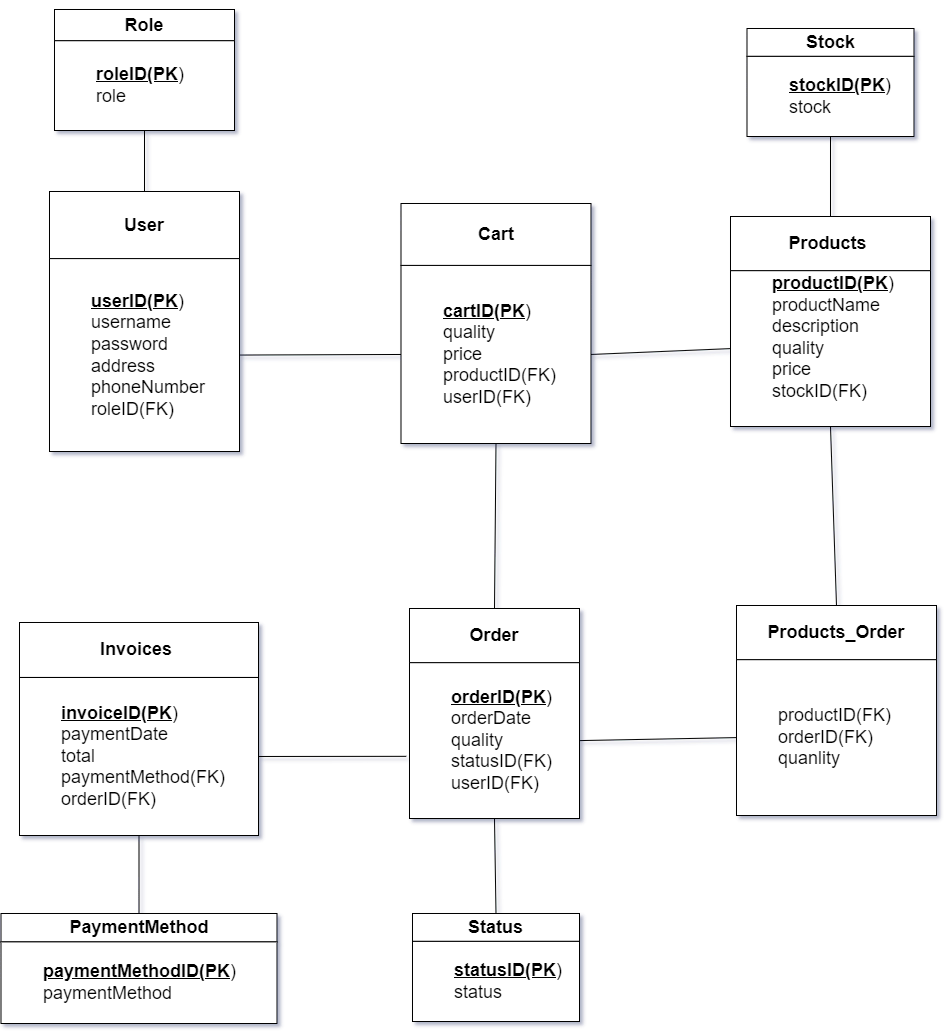 Role
roleID(PK)
role
Stock
stockID(PK)
stock
User
userID(PK)
username
password
address
phoneNumber
roleID(FK)
Cart
cartID(PK)
quality
price
productID(FK)
userID(FK)
Products
productID(PK)
productName
description
quality
price
stockID(FK)
Invoices
invoiceID(PK)
paymentDate
total
paymentMethod(FK)
orderID(FK)
Order
orderID(PK)
orderDate
quality
statusID(FK)
userID(FK)
Products_Order
productID(FK)
orderID(FK)
quanlity
PaymentMethod
paymentMethodID(PK)
paymentMethod
Status
statusID(PK)
status